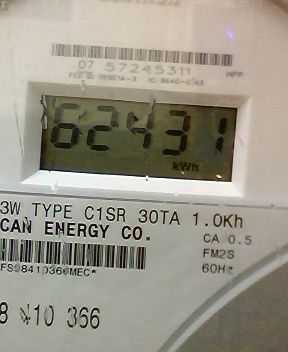 07 57245311 HPP
62431
kWh
3W TYPE C1SR 30TA 1.0Kh
CAN ENERGY CO.
CA 0.5
FM2S
60Hz
8 410 366